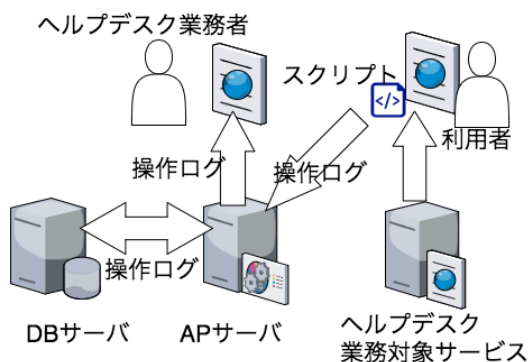 ヘルプデスク業務者
スクリプト
</>
利用者
操作ログ
操作ログ
操作ログ
DBサーバ
APサーバ
ヘルプデスク
業務対象サービス